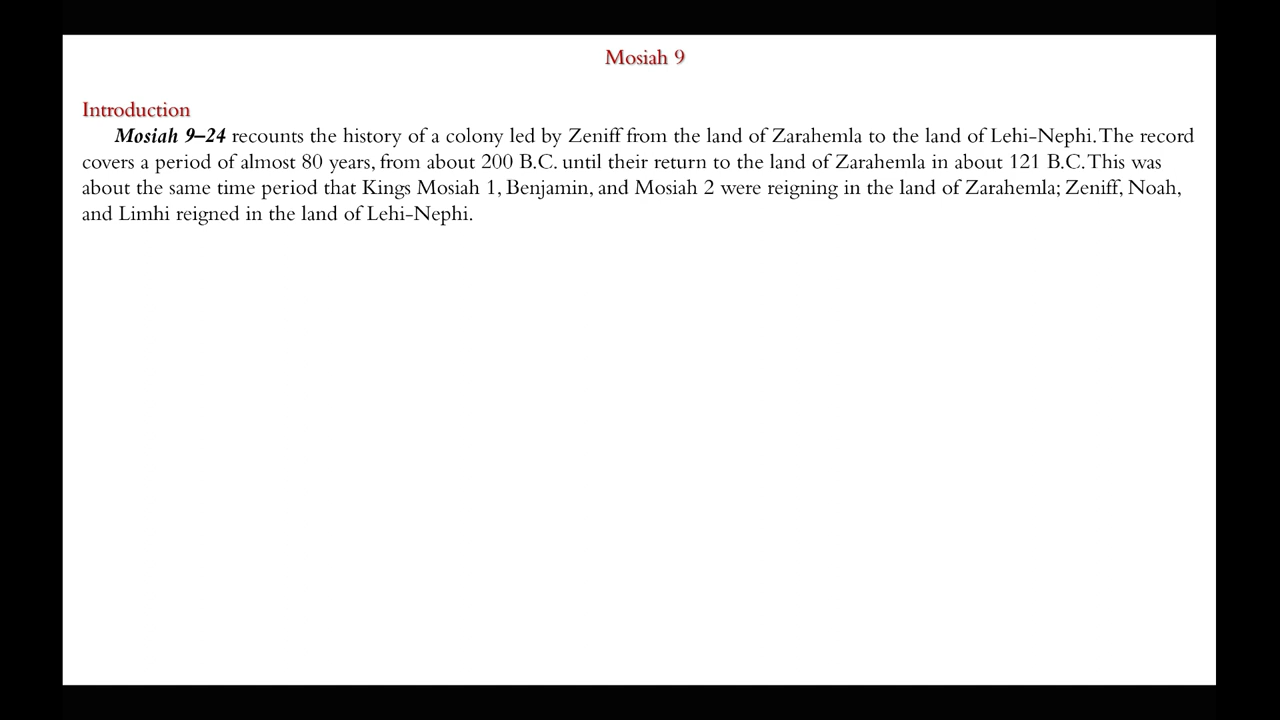 Mosiah 9
Introduction
Mosiah 9–24 recounts the history of a colony led by Zeniff from the land of Zarahemla to the land of Lehi-Nephi. The record
covers a period of almost 80 years, from about 200 B.C. until their return to the land of Zarahemla in about 121 B.C. This was
about the same time period that Kings Mosiah 1, Benjamin, and Mosiah 2 were reigning in the land of Zarahemla; Zeniff, Noah,
and Limhi reigned in the land of Lehi-Nephi.